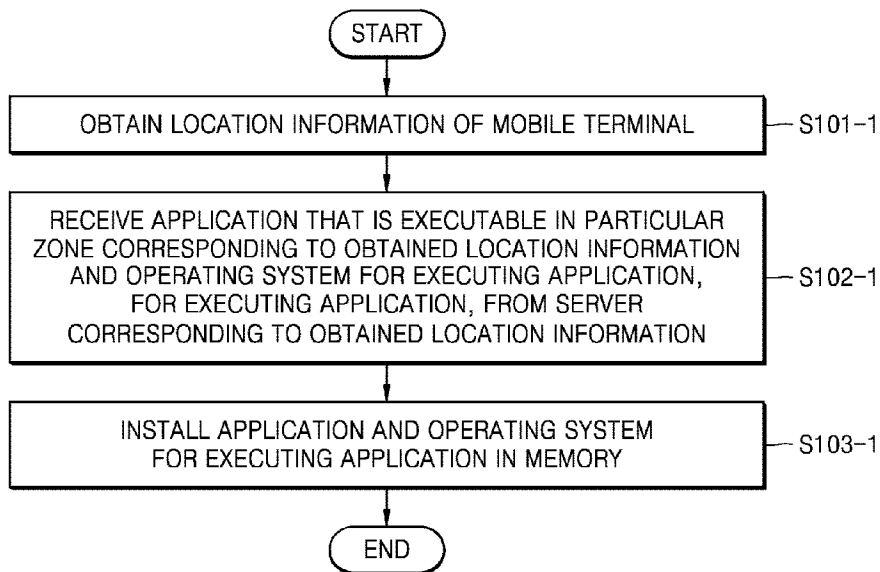 START
OBTAIN LOCATION INFORMATION OF MOBILE TERMINAL
S101-1
RECEIVE APPLICATION THAT IS EXECUTABLE IN PARTICULAR
ZONE CORRESPONDING TO OBTAINED LOCATION INFORMATION
AND OPERATING SYSTEM FOR EXECUTING APPLICATION,
FOR EXECUTING APPLICATION, FROM SERVER
CORRESPONDING TO OBTAINED LOCATION INFORMATION
S102-1
INSTALL APPLICATION AND OPERATING SYSTEM
FOR EXECUTING APPLICATION IN MEMORY
S103-1
END